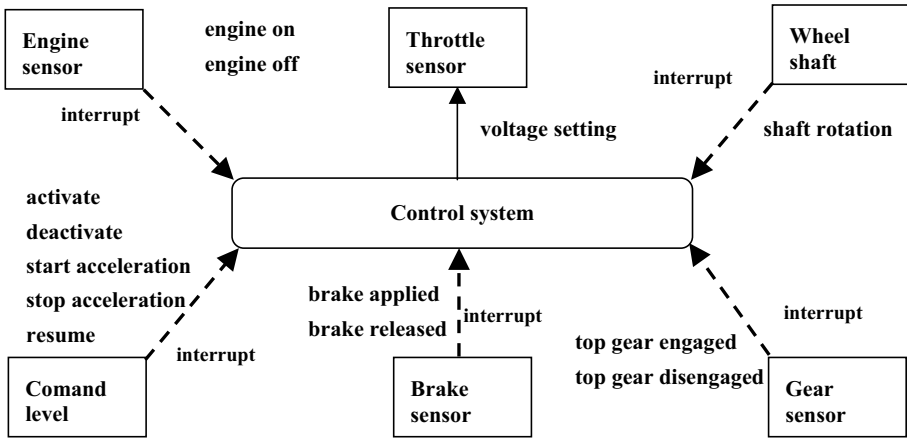 Engine
sensor
engine on
engine off
Throttle
sensor
Wheel
shaft
interrupt
interrupt
voltage setting
shaft rotation
Control system
activate
deactivate
start acceleration
stop acceleration
resume
interrupt
brake applied
brake released
interrupt
interrupt
top gear engaged
top gear disengaged
Comand
level
Brake
sensor
Gear
sensor